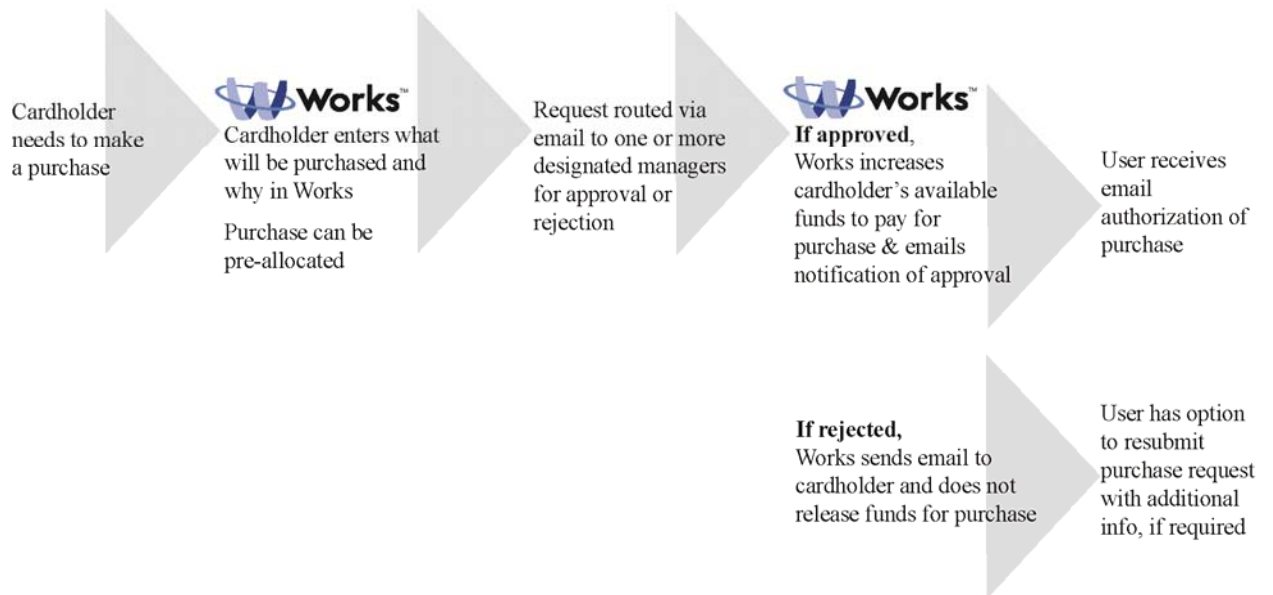 Cardholder
needs to make
a purchase
Works™
Cardholder enters what
will be purchased and
why in Works
Purchase can be
pre-allocated
Request routed via
email to one or more
designated managers
for approval or
rejection
Works™
If approved,
Works increases
cardholder’s available
funds to pay for
purchase & emails
notification of approval
User receives
email
authorization of
purchase
If rejected,
Works sends email to
cardholder and does not
release funds for purchase
User has option
to resubmit
purchase request
with additional
info, if required